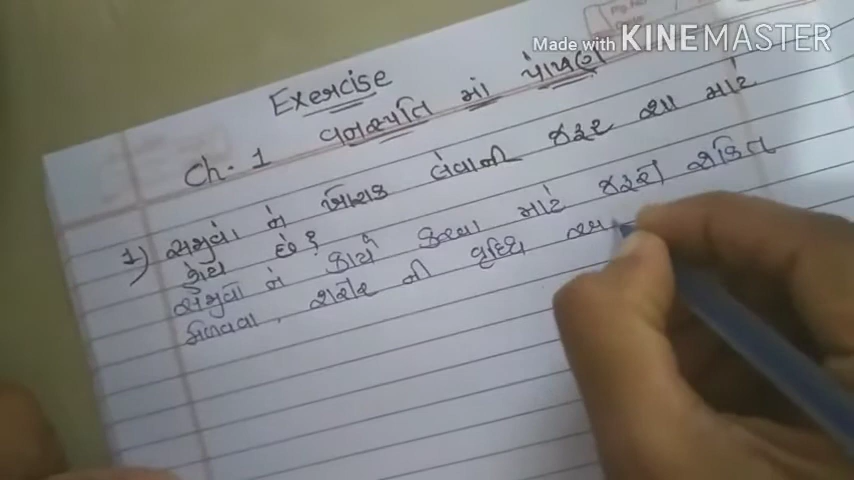 Made with KINEMASTER
Exercise
Ch. 1 વનસ્પતિ માં પોષણ
1) સજીવો ને ખોરાક લેવાની જરૂર શા માટે
હોય છે ?
સજીવો ને કાર્યો કરવા માટે જરૂરી શક્તિ
મેળવવા, શરીર ની વૃદ્ધિ